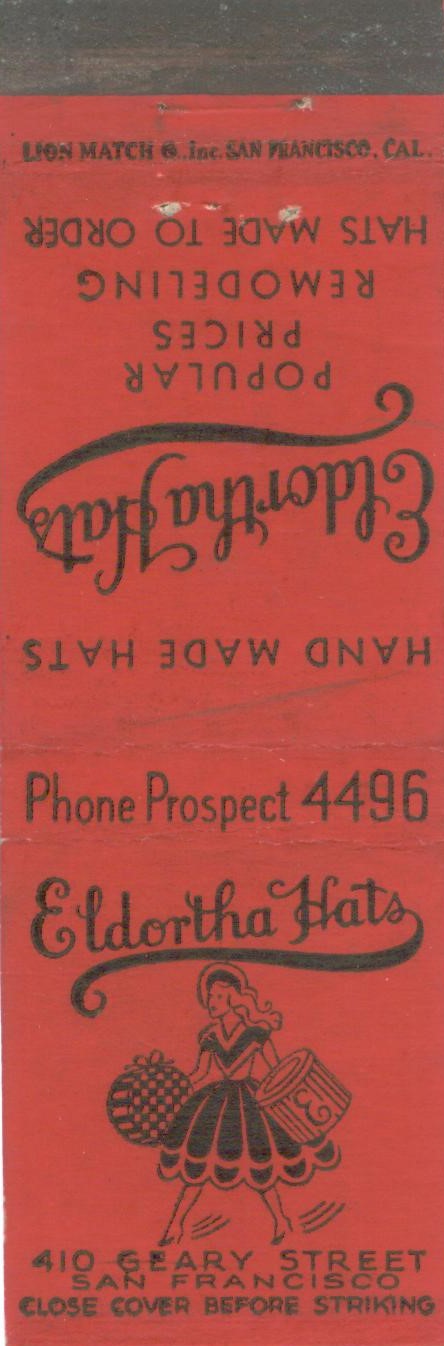 LION MATCH CO., Inc. SAN FRANCISCO, CAL.
HAND MADE HATS
Eldortha Hats
POPULAR
PRICES
REMODELING
HATS MADE TO ORDER
Phone Prospect 4496
Eldortha Hats
E
410 GEARY STREET
SAN FRANCISCO
CLOSE COVER BEFORE STRIKING